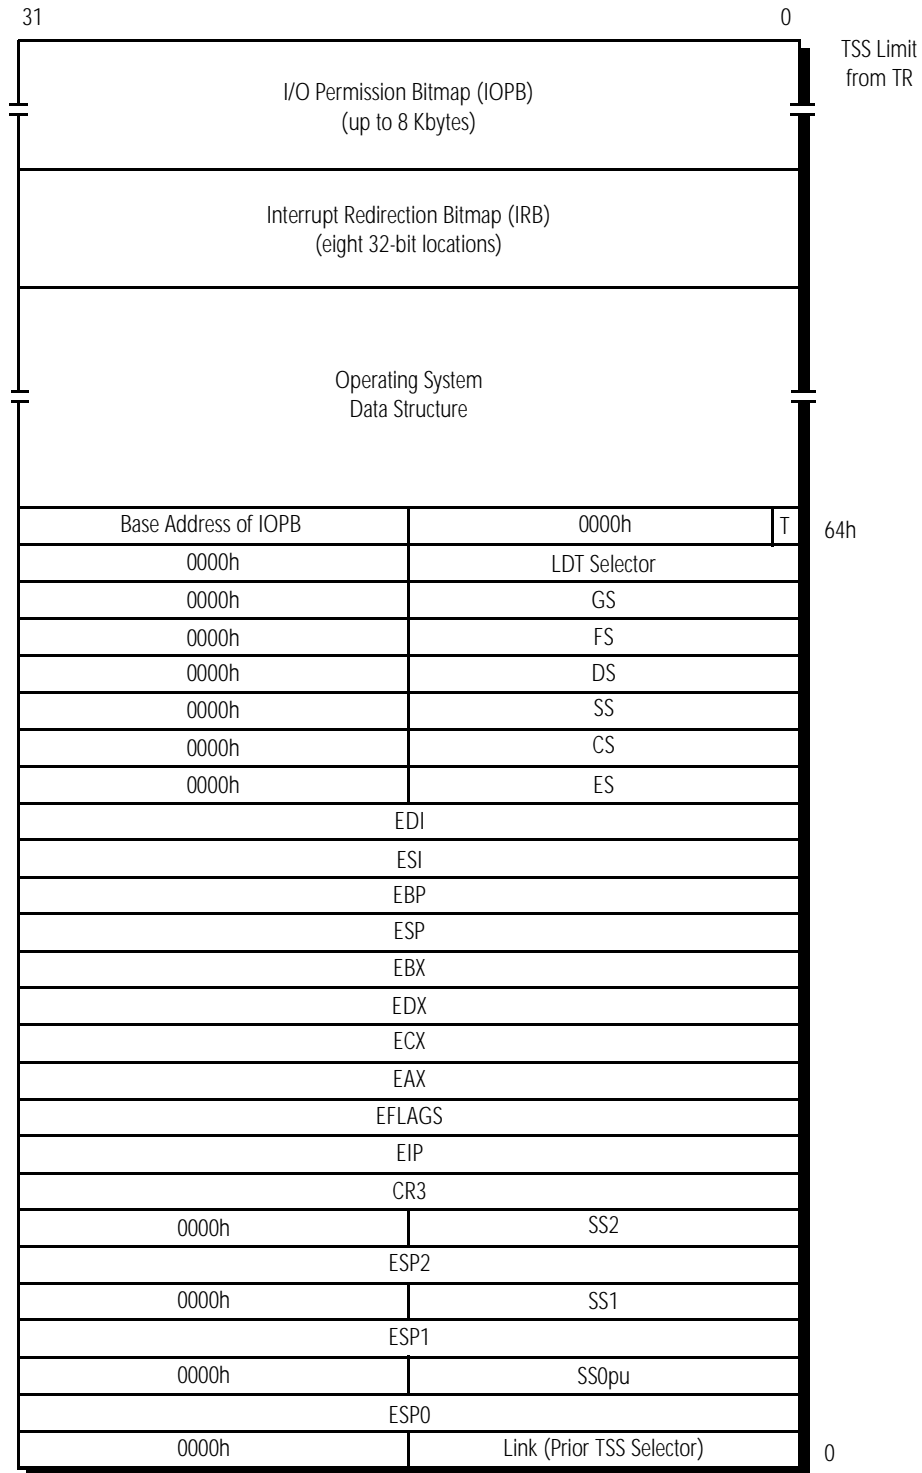 31 0
TSS Limit
from TR
I/O Permission Bitmap (IOPB)
(up to 8 Kbytes)
Interrupt Redirection Bitmap (IRB)
(eight 32-bit locations)
Operating System
Data Structure
Base Address of IOPB 0000h T 64h
0000h LDT Selector
0000h GS
0000h FS
0000h DS
0000h SS
0000h CS
0000h ES
EDI
ESI
EBP
ESP
EBX
EDX
ECX
EAX
EFLAGS
EIP
CR3
0000h SS2
ESP2
0000h SS1
ESP1
0000h SS0pu
ESP0
0000h Link (Prior TSS Selector) 0